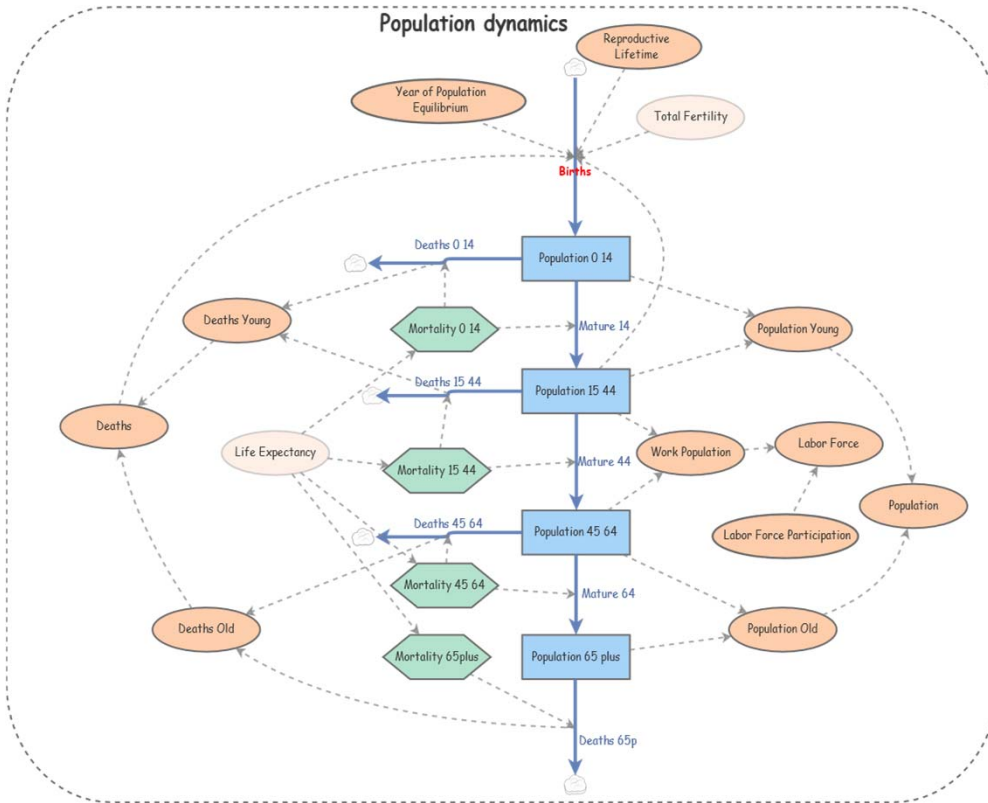 Population dynamics
Reproductive
Lifetime
Year of Population
Equilibrium
Total Fertility
Births
Deaths 0 14
Population 0 14
Deaths Young
Mortality 0 14
Mature 14
Population Young
Deaths 15 44
Population 15 44
Deaths
Life Expectancy
Mortality 15 44
Mature 44
Work Population
Labor Force
Population
Deaths 45 64
Population 45 64
Labor Force Participation
Mortality 45 64
Mature 64
Deaths Old
Population Old
Mortality 65plus
Population 65 plus
Deaths 65p